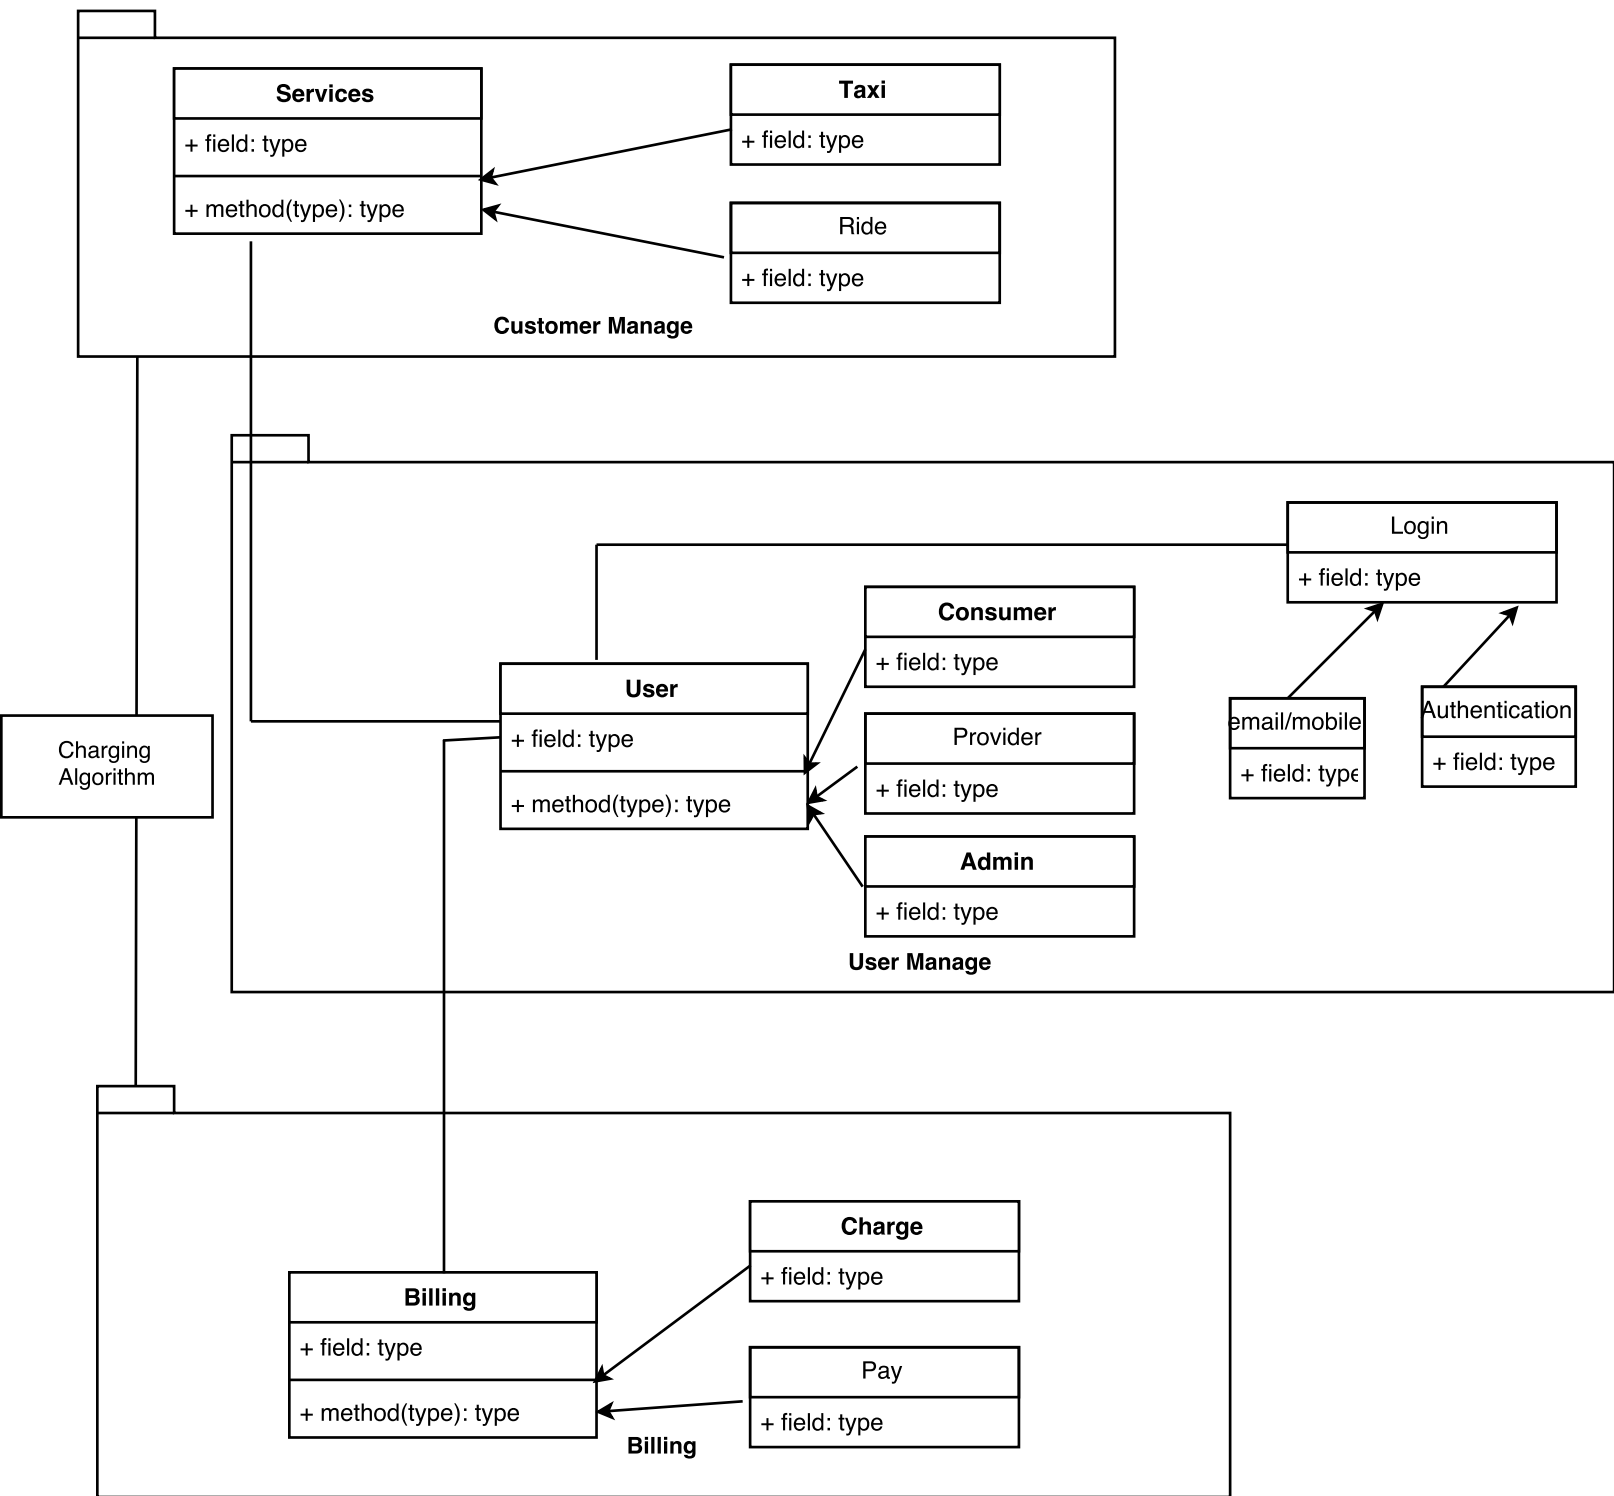 Services
+ field: type
+ method(type): type
Taxi
+ field: type
Ride
+ field: type
Customer Manage
Login
+ field: type
Consumer
+ field: type
User
+ field: type
+ method(type): type
Provider
+ field: type
email/mobile
+ field: type
Authentication
+ field: type
Charging
Algorithm
Admin
+ field: type
User Manage
Charge
+ field: type
Billing
+ field: type
+ method(type): type
Pay
+ field: type
Billing